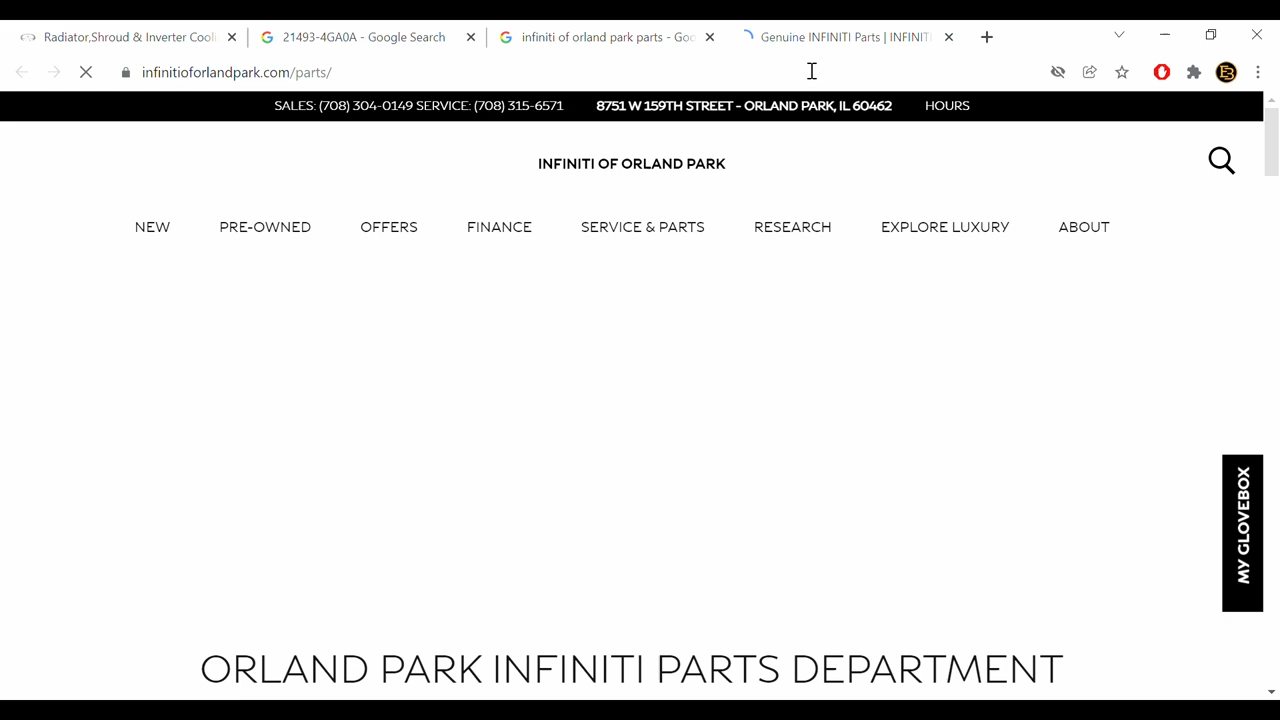 Radiator,Shroud & Inverter Cooli
21493-4GA0A - Google Search
infiniti of orland park parts - Goo
Genuine INFINITI Parts | INFINITI
infinitioforlandpark.com/parts/
SALES: (708) 304-0149 SERVICE: (708) 315-6571
8751 W 159TH STREET - ORLAND PARK, IL 60462
HOURS
INFINITI OF ORLAND PARK
NEW
PRE-OWNED
OFFERS
FINANCE
SERVICE & PARTS
RESEARCH
EXPLORE LUXURY
ABOUT
MY GLOVEBOX
ORLAND PARK INFINITI PARTS DEPARTMENT